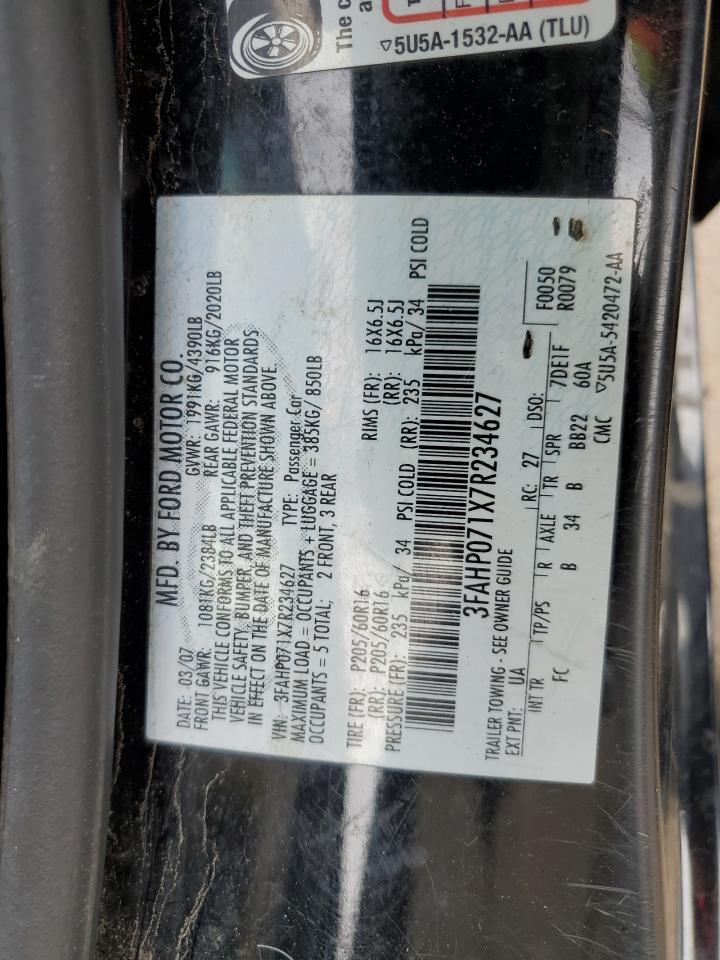 The c
a
▽5U5A-1532-AA (TLU)
MFD. BY FORD MOTOR CO.
DATE: 03/07 GVWR: 1991KG/4390LB
FRONT GAWR: 1081KG/2384LB REAR GAWR: 916KG/2020LB
THIS VEHICLE CONFORMS TO ALL APPLICABLE FEDERAL MOTOR
VEHICLE SAFETY, BUMPER, AND THEFT PREVENTION STANDARDS
IN EFFECT ON THE DATE OF MANUFACTURE SHOWN ABOVE.
VIN: 3FAHP071X7R234627 TYPE: Passenger Car
MAXIMUM LOAD = OCCUPANTS + LUGGAGE = 385KG/ 850LB
OCCUPANTS = 5 TOTAL; 2 FRONT, 3 REAR
TIRE (FR): P205/60R16 RIMS (FR): 16X6.5J
(RR): P205/60R16 (RR): 16X6.5J
PRESSURE (FR): 235 kPa/ 34 PSI COLD (RR): 235 kPa/ 34 PSI COLD
3FAHP071X7R234627
TRAILER TOWING - SEE OWNER GUIDE
EXT PNT: UA RC: 27 DSO: F0050
INT TR TP/PS R AXLE TR SPR 7DE1F R0079
FC B 34 B BB22 60A
CMC ▽5U5A-5420472-AA